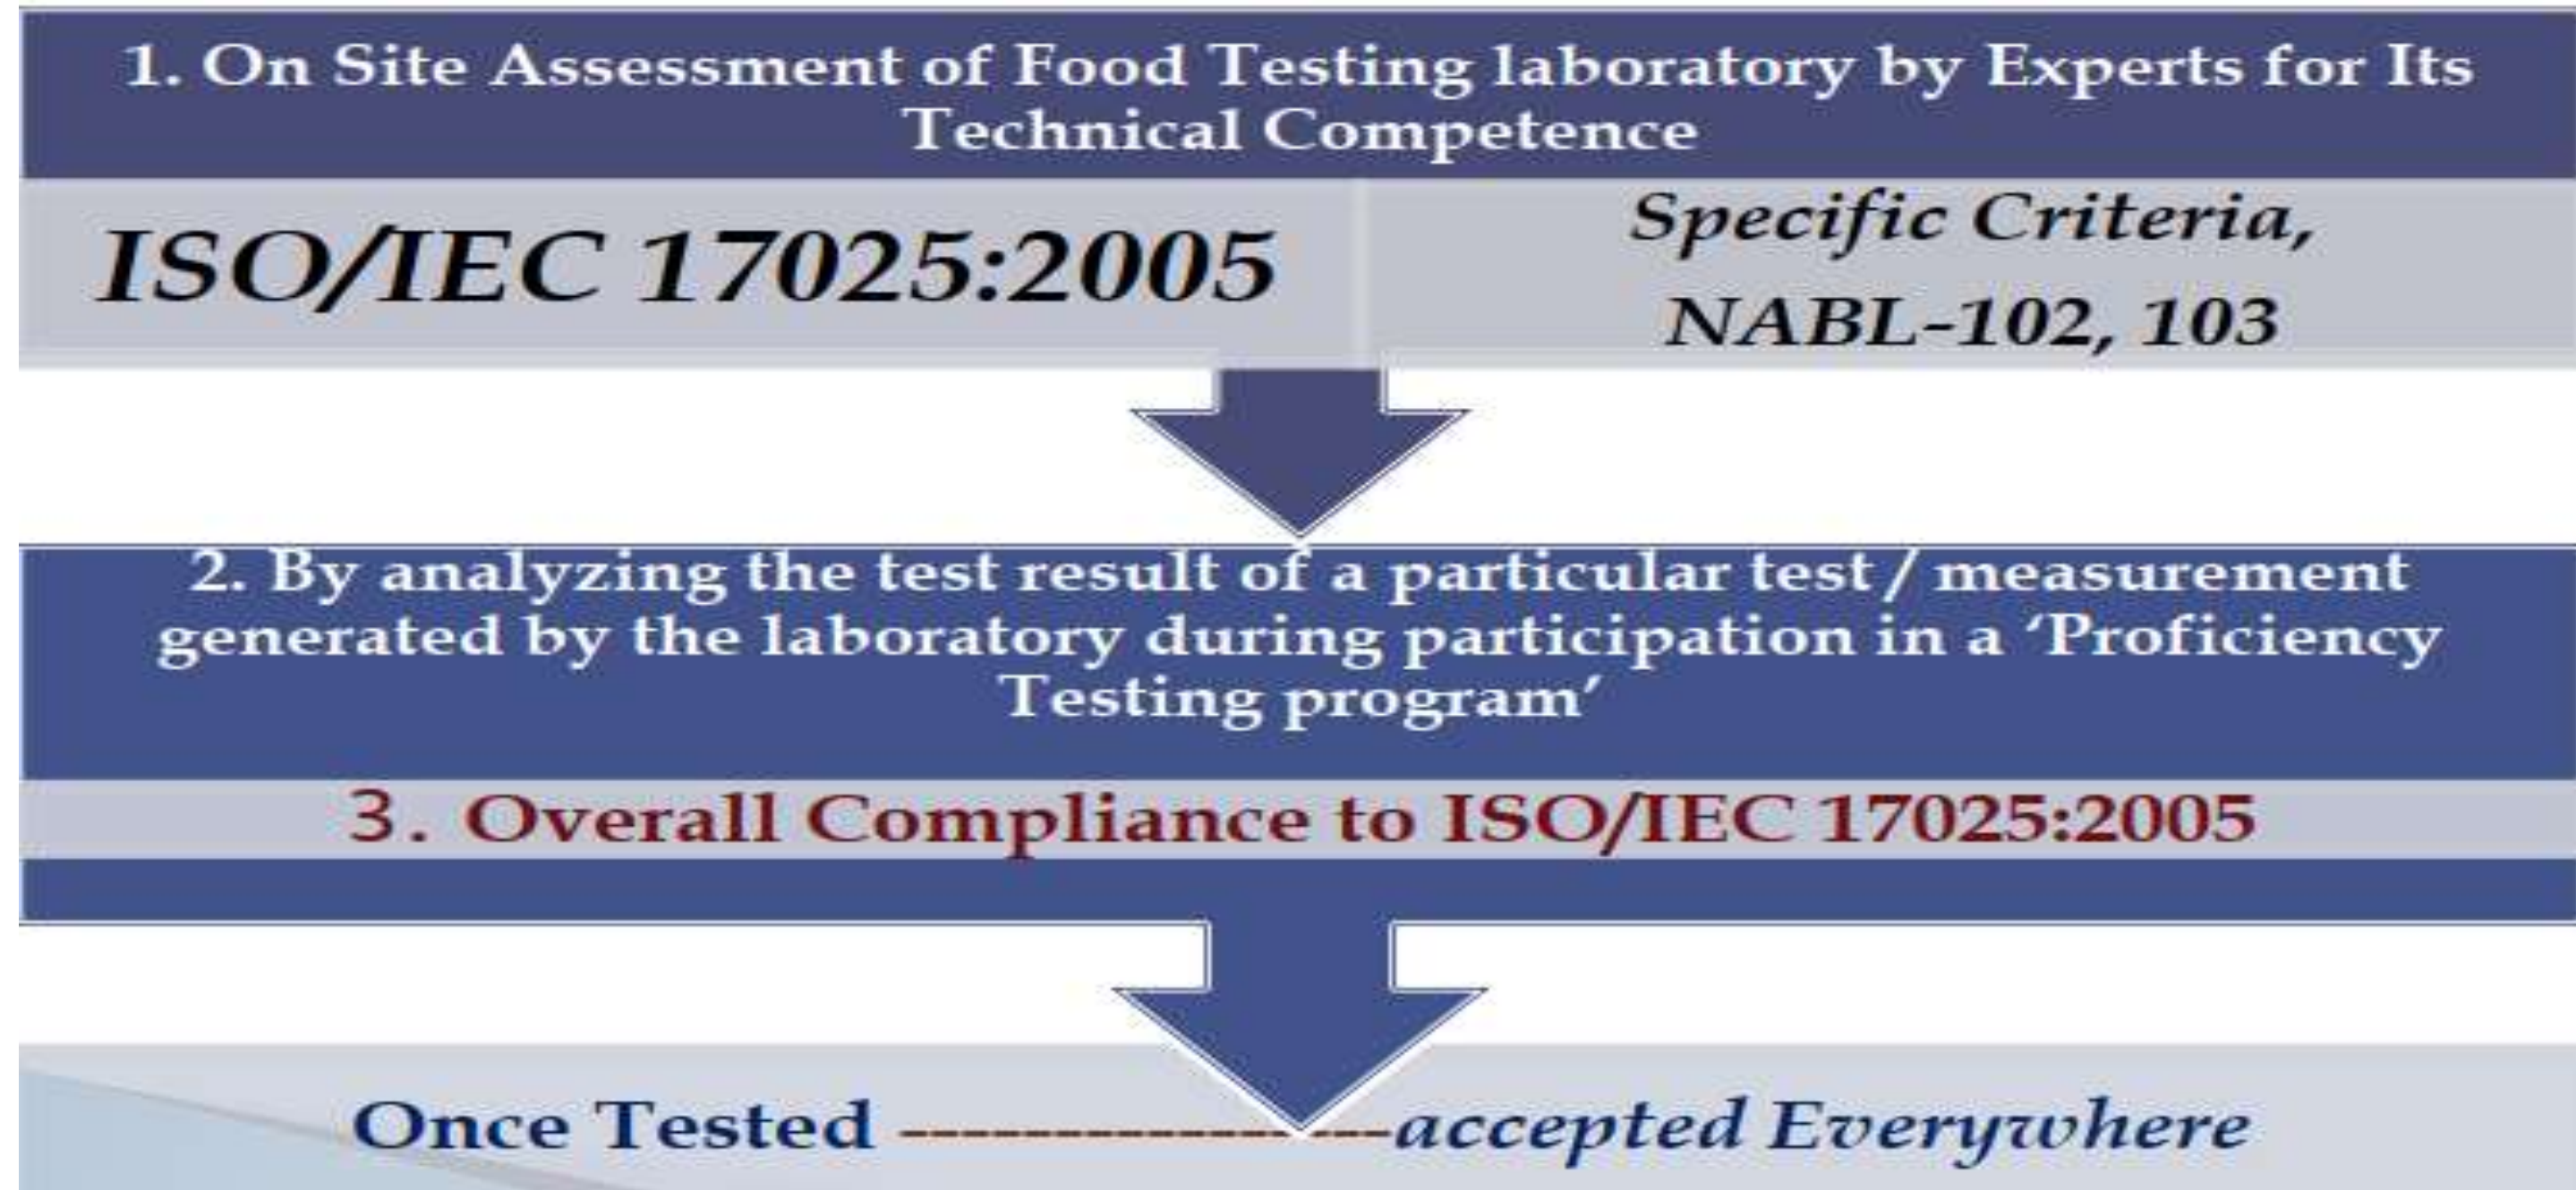 1. On Site Assessment of Food Testing laboratory by Experts for Its
Technical Competence
ISO/IEC 17025:2005
Specific Criteria,
NABL-102, 103
2. By analyzing the test result of a particular test / measurement
generated by the laboratory during participation in a ‘Proficiency
Testing program’
3. Overall Compliance to ISO/IEC 17025:2005
Once Tested ----------------accepted Everywhere